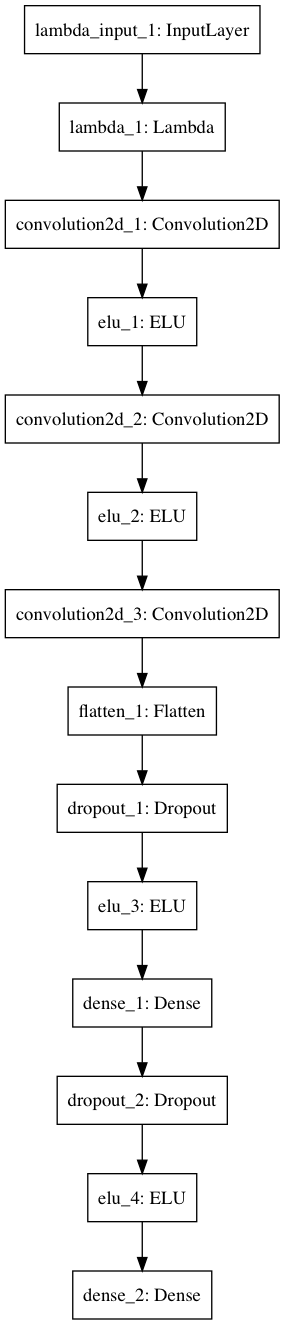 lambda_input_1: InputLayer
lambda_1: Lambda
convolution2d_1: Convolution2D
elu_1: ELU
convolution2d_2: Convolution2D
elu_2: ELU
convolution2d_3: Convolution2D
flatten_1: Flatten
dropout_1: Dropout
elu_3: ELU
dense_1: Dense
dropout_2: Dropout
elu_4: ELU
dense_2: Dense